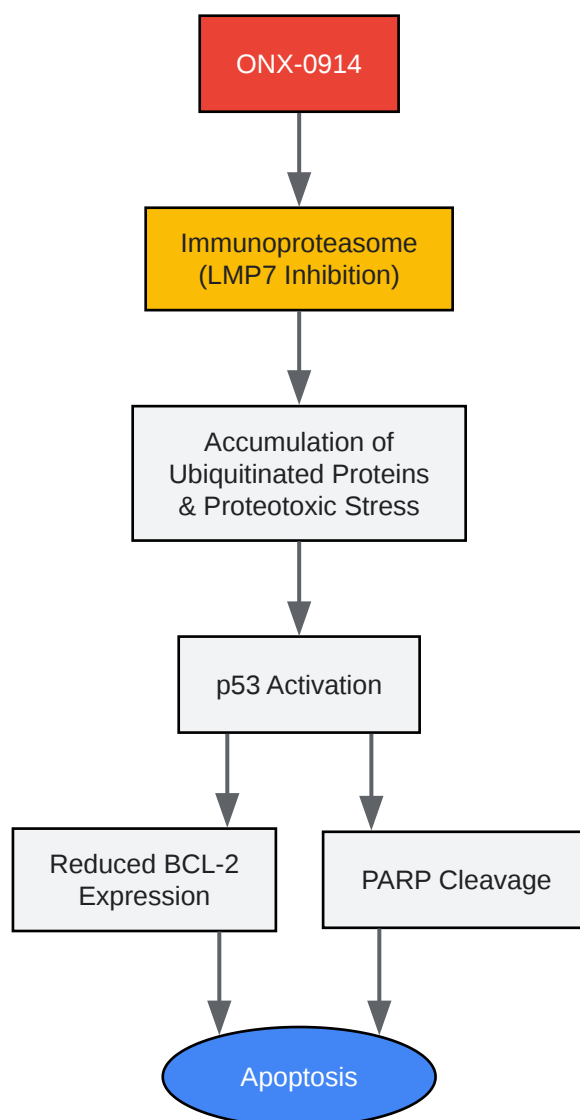 ONX-0914
Immunoproteasome
(LMP7 Inhibition)
Accumulation of
Ubiquitinated Proteins
& Proteotoxic Stress
p53 Activation
Reduced BCL-2
Expression
PARP Cleavage
Apoptosis